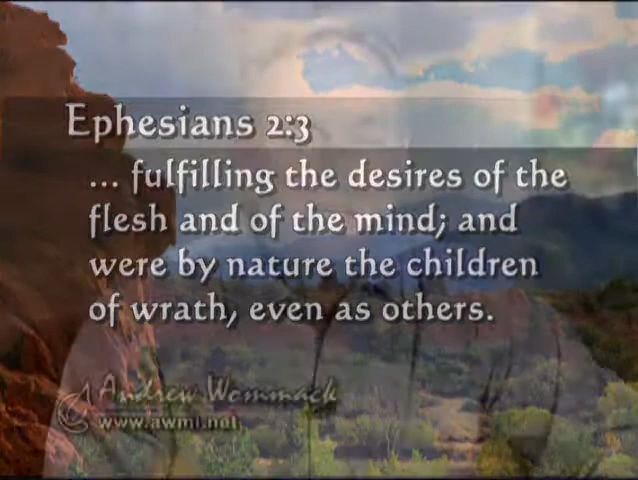 Ephesians 2:3
... fulfilling the desires of the
flesh and of the mind; and
were by nature the children
of wrath, even as others.
Andrew Wommack
www.awmi.net